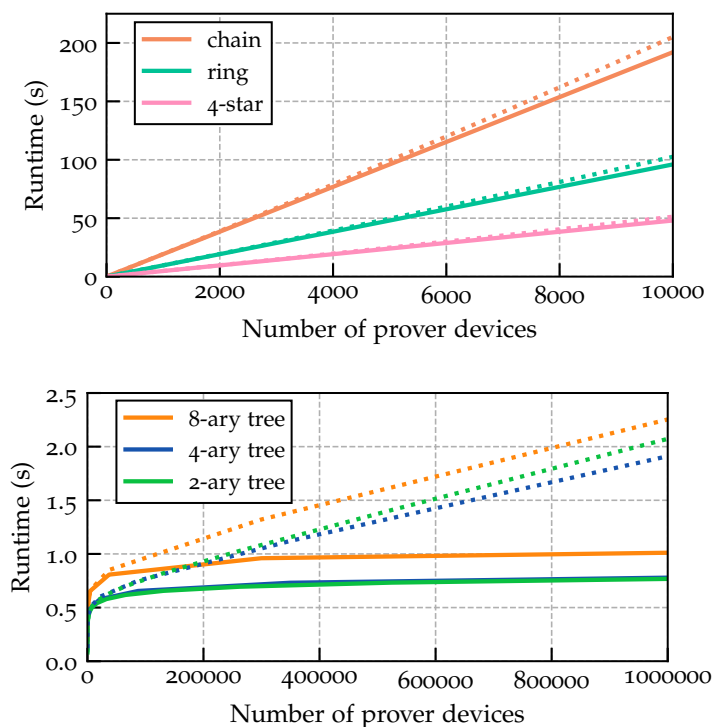 200
150
100
50
0
Runtime (s)
chain
ring
4-star
0 2000 4000 6000 8000 10000
Number of prover devices
2.5
2.0
1.5
1.0
0.5
0.0
Runtime (s)
8-ary tree
4-ary tree
2-ary tree
0 200000 400000 600000 800000 1000000
Number of prover devices